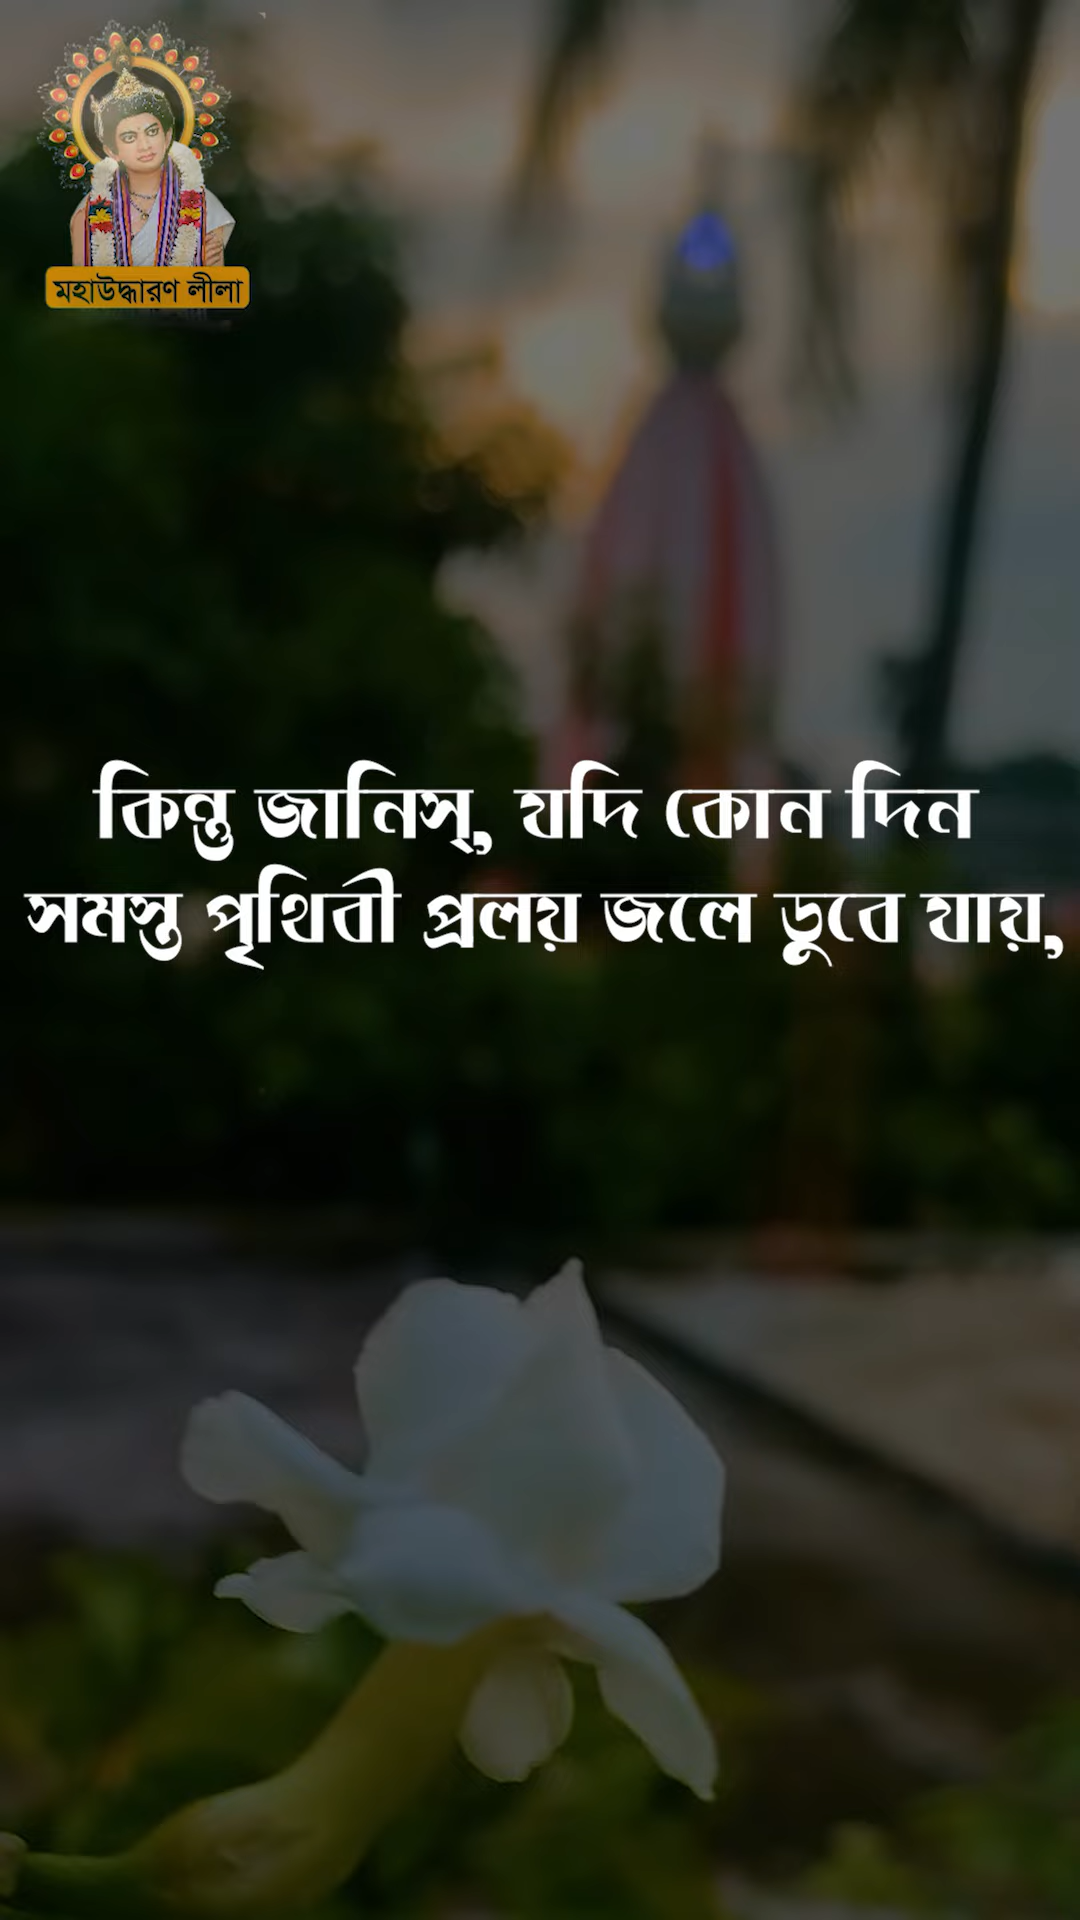 মহাউদ্ধারণ লীলা
কিন্তু জানিস্, যদি কোন দিন
সমস্ত পৃথিবী প্রলয় জলে ডুবে যায়,